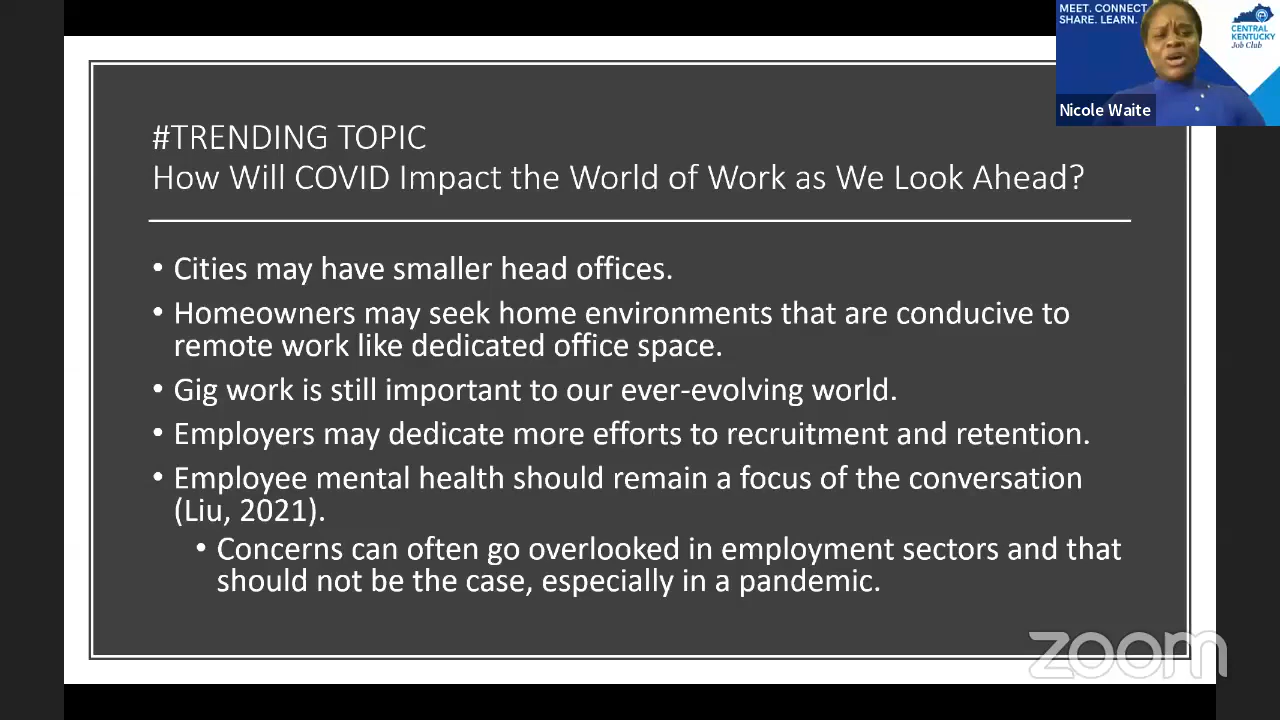 MEET. CONNECT
SHARE. LEARN.
CENTRAL
KENTUCKY
Job Club
Nicole Waite
#TRENDING TOPIC
How Will COVID Impact the World of Work as We Look Ahead?
• Cities may have smaller head offices.
• Homeowners may seek home environments that are conducive to
remote work like dedicated office space.
• Gig work is still important to our ever-evolving world.
• Employers may dedicate more efforts to recruitment and retention.
• Employee mental health should remain a focus of the conversation
(Liu, 2021).
• Concerns can often go overlooked in employment sectors and that
should not be the case, especially in a pandemic.
zoom